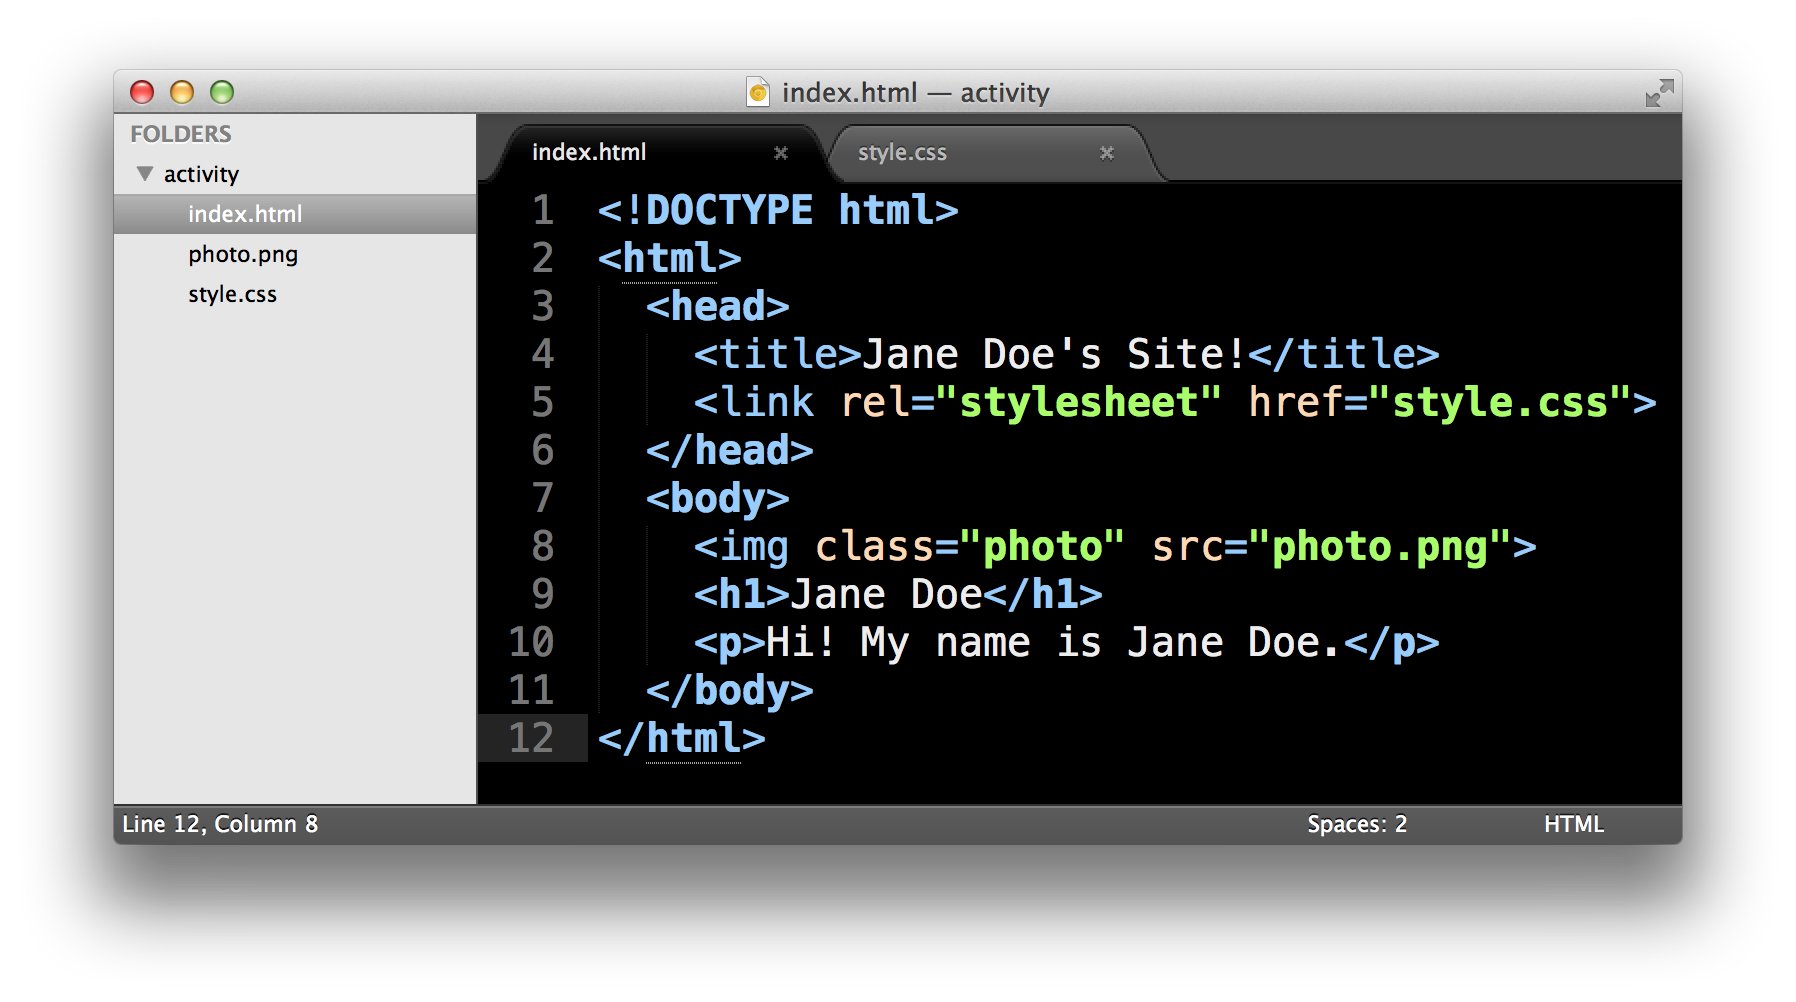 index.html — activity
FOLDERS
activity
index.html
photo.png
style.css
index.html
style.css
1 <!DOCTYPE html>
2 <html>
3   <head>
4     <title>Jane Doe's Site!</title>
5     <link rel="stylesheet" href="style.css">
6   </head>
7   <body>
8     <img class="photo" src="photo.png">
9     <h1>Jane Doe</h1>
10     <p>Hi! My name is Jane Doe.</p>
11   </body>
12 </html>
Line 12, Column 8
Spaces: 2
HTML